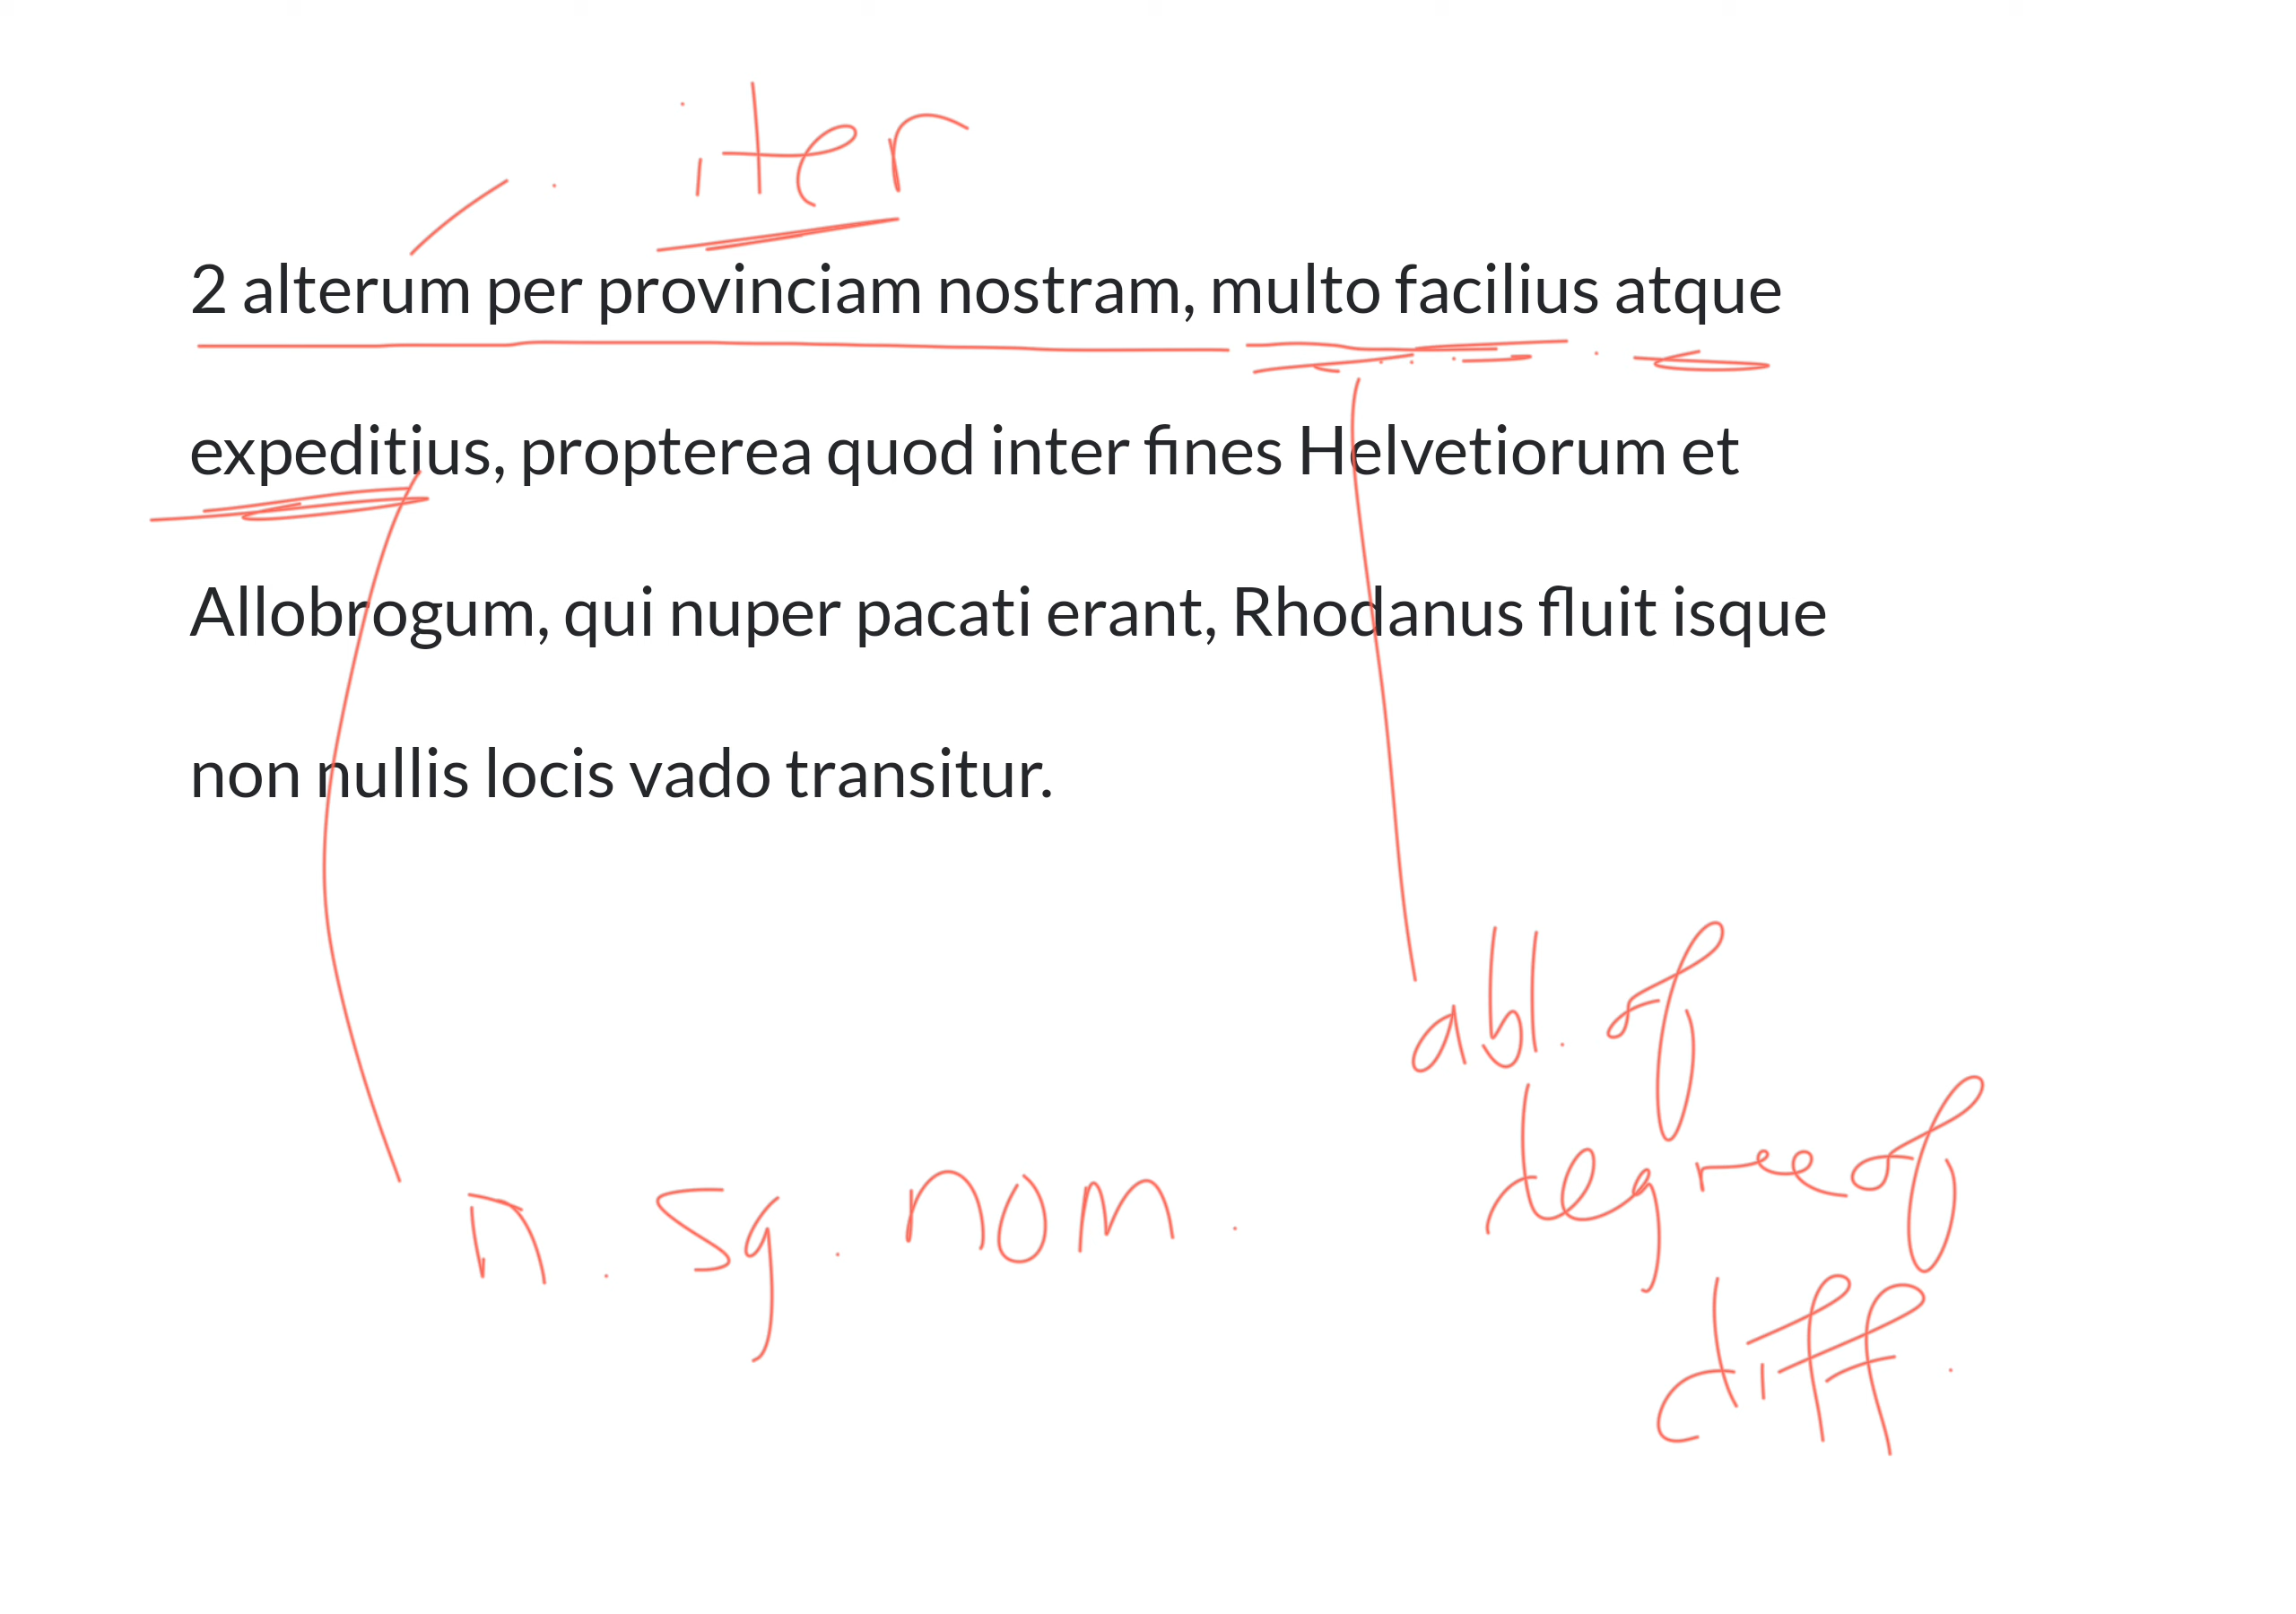 iter
2 alterum per provinciam nostram, multo facilius atque
expeditius, propterea quod inter fines Helvetiorum et
Allobrogum, qui nuper pacati erant, Rhodanus fluit isque
non nullis locis vado transitur.
abl. of
degree of
diff.
n. sg. nom.